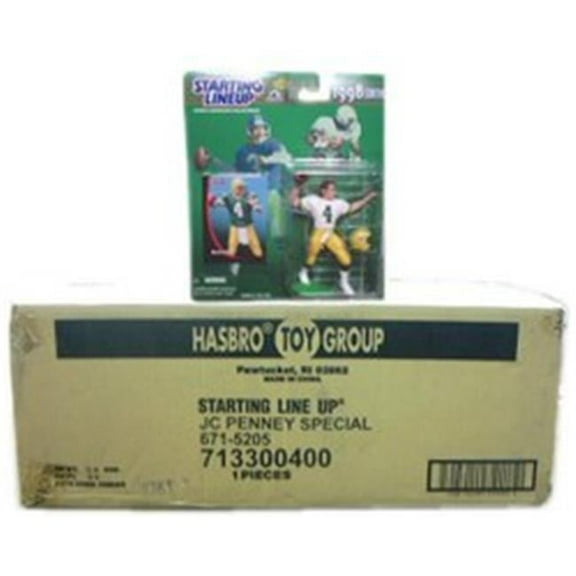 STARTING
LINEUP
1998
4
4
HASBRO® TOY GROUP
Pawtucket, RI 02862
MADE IN CHINA
STARTING LINE UP®
JC PENNEY SPECIAL
671-5205
713300400
1 PIECES